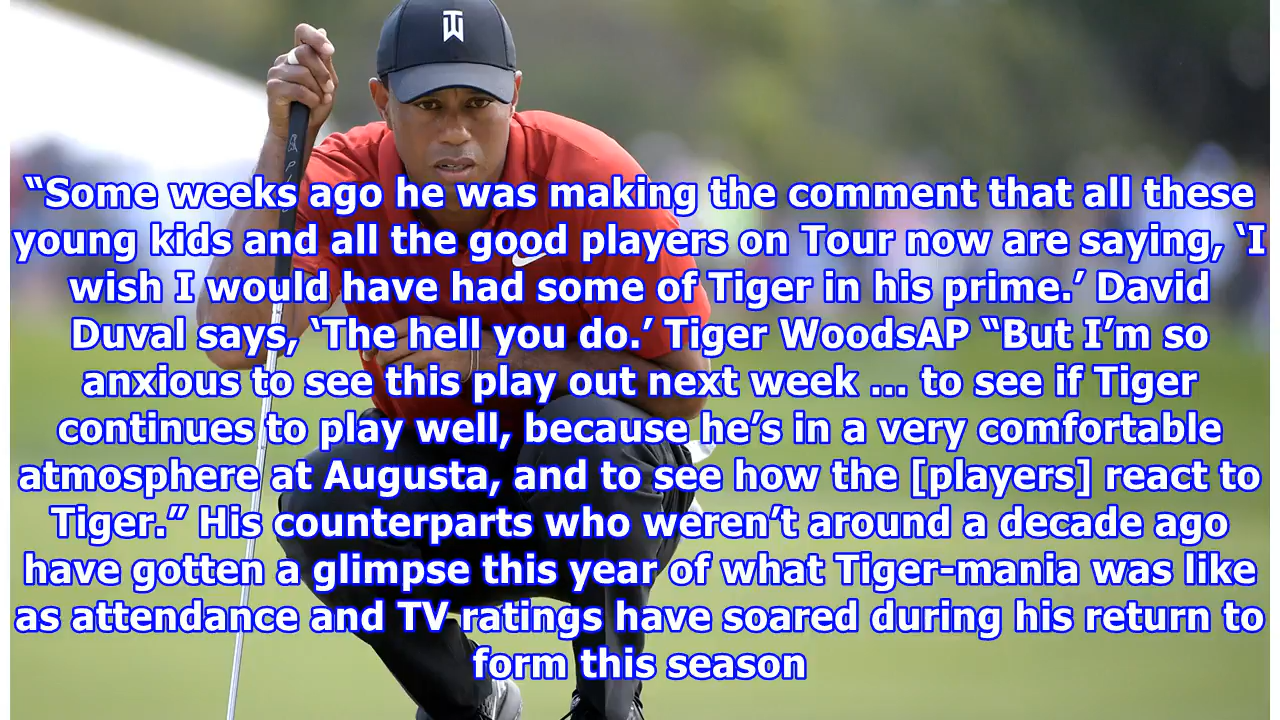 TW
“Some weeks ago he was making the comment that all these
young kids and all the good players on Tour now are saying, ‘I
wish I would have had some of Tiger in his prime.’ David
Duval says, ‘The hell you do.’ Tiger WoodsAP “But I’m so
anxious to see this play out next week ... to see if Tiger
continues to play well, because he’s in a very comfortable
atmosphere at Augusta, and to see how the [players] react to
Tiger.” His counterparts who weren’t around a decade ago
have gotten a glimpse this year of what Tiger-mania was like
as attendance and TV ratings have soared during his return to
form this season